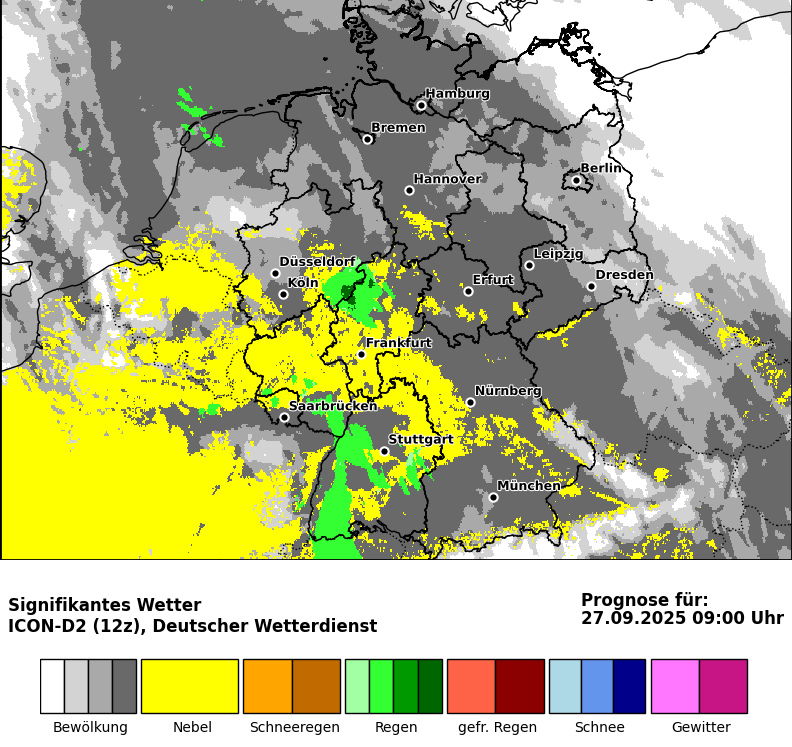 Hamburg
Bremen
Berlin
Hannover
Leipzig
Düsseldorf
Dresden
Köln
Erfurt
Frankfurt
Nürnberg
Saarbrücken
Stuttgart
München
Signifikantes Wetter
ICON-D2 (12z), Deutscher Wetterdienst
Prognose für:
27.09.2025 09:00 Uhr
Bewölkung Nebel Schneeregen Regen gefr. Regen Schnee Gewitter